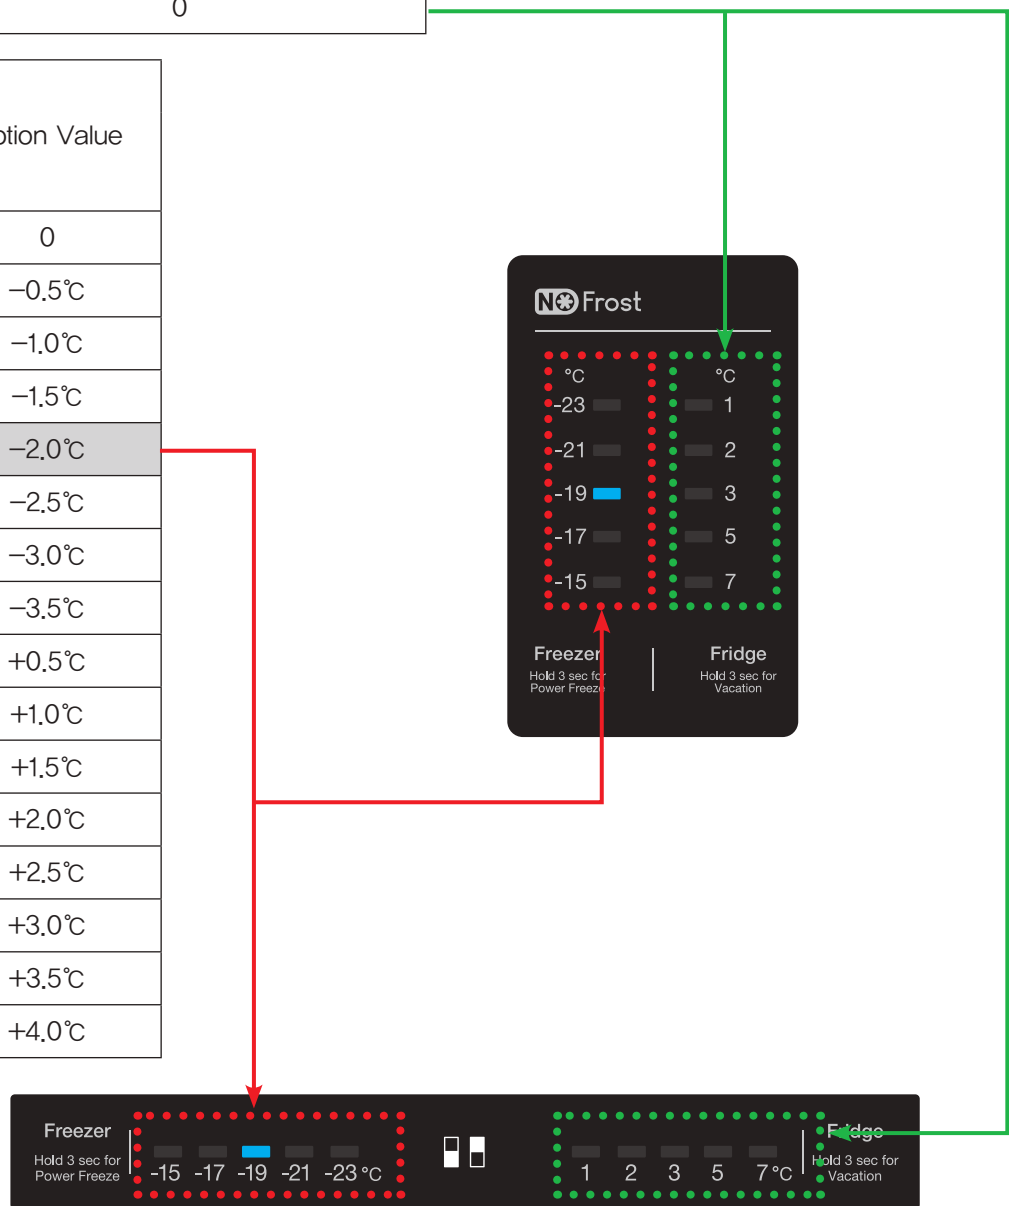 0
ption Value
0
−0.5℃
−1.0℃
−1.5℃
−2.0℃
−2.5℃
−3.0℃
−3.5℃
+0.5℃
+1.0℃
+1.5℃
+2.0℃
+2.5℃
+3.0℃
+3.5℃
+4.0℃
NO Frost
°C °C
-23 1
-21 2
-19 3
-17 5
-15 7
Freezer
Hold 3 sec for
Power Freeze
Fridge
Hold 3 sec for
Vacation
Freezer
Hold 3 sec for
Power Freeze
-15 -17 -19 -21 -23 °C
1 2 3 5 7 °C
Fridge
Hold 3 sec for
Vacation